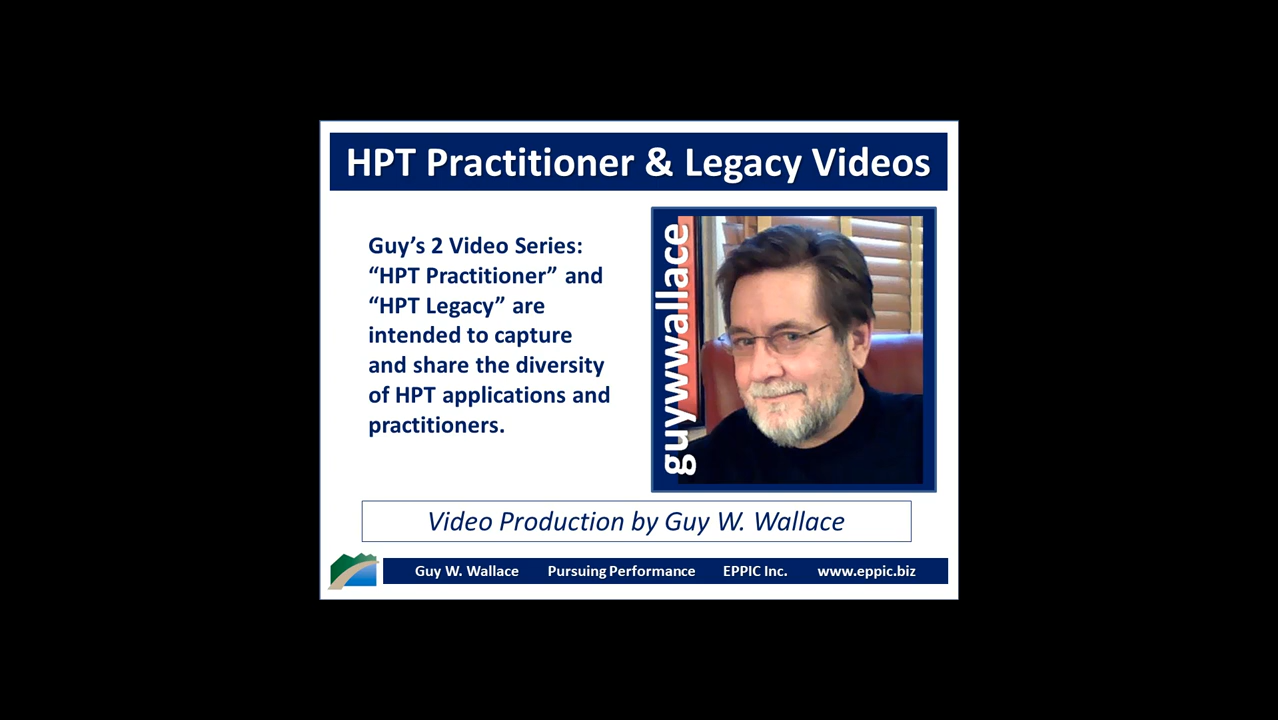 HPT Practitioner & Legacy Videos
Guy’s 2 Video Series:
“HPT Practitioner” and
“HPT Legacy” are
intended to capture
and share the diversity
of HPT applications and
practitioners.
guywwallace
Video Production by Guy W. Wallace
Guy W. Wallace Pursuing Performance EPPIC Inc. www.eppic.biz